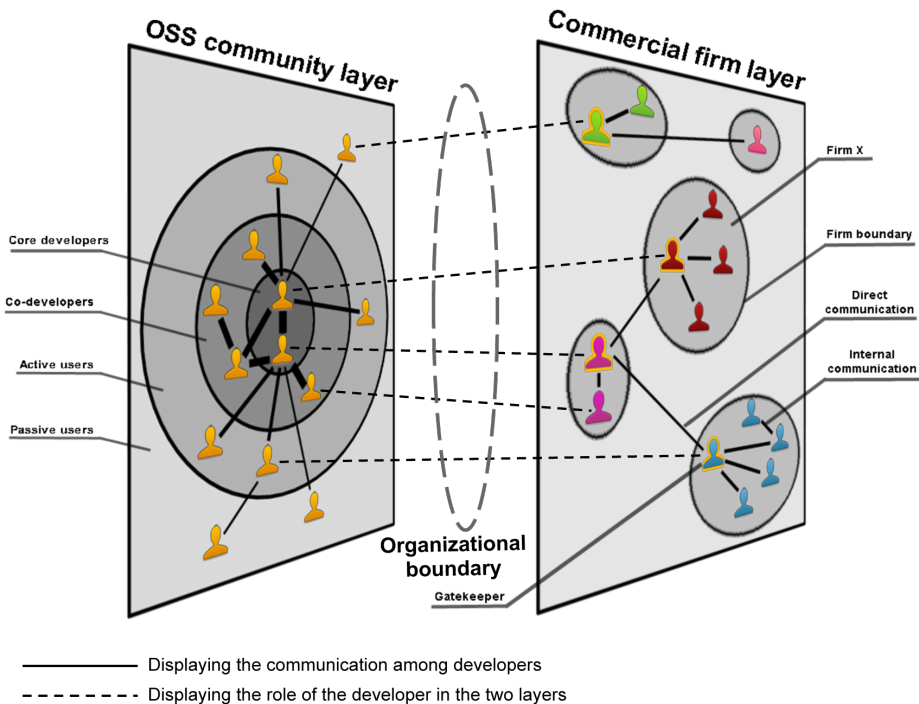 OSS community layer
Commercial firm layer
Core developers
Co-developers
Active users
Passive users
Firm X
Firm boundary
Direct
communication
Internal
communication
Organizational
boundary
Gatekeeper
Displaying the communication among developers
Displaying the role of the developer in the two layers